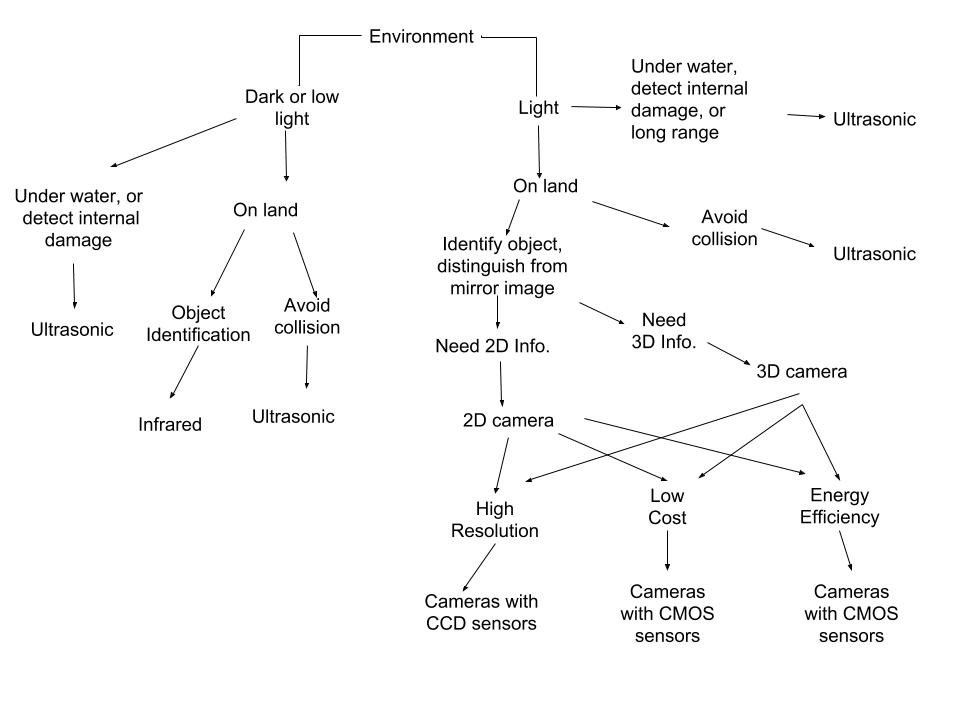 Environment
Dark or low
light
Light
Under water,
detect internal
damage, or
long range
Ultrasonic
Under water, or
detect internal
damage
On land
On land
Avoid
collision
Ultrasonic
Identify object,
distinguish from
mirror image
Ultrasonic
Object
Identification
Avoid
collision
Need 2D Info.
Need
3D Info.
3D camera
Infrared
Ultrasonic
2D camera
High
Resolution
Low
Cost
Energy
Efficiency
Cameras with
CCD sensors
Cameras
with CMOS
sensors
Cameras
with CMOS
sensors